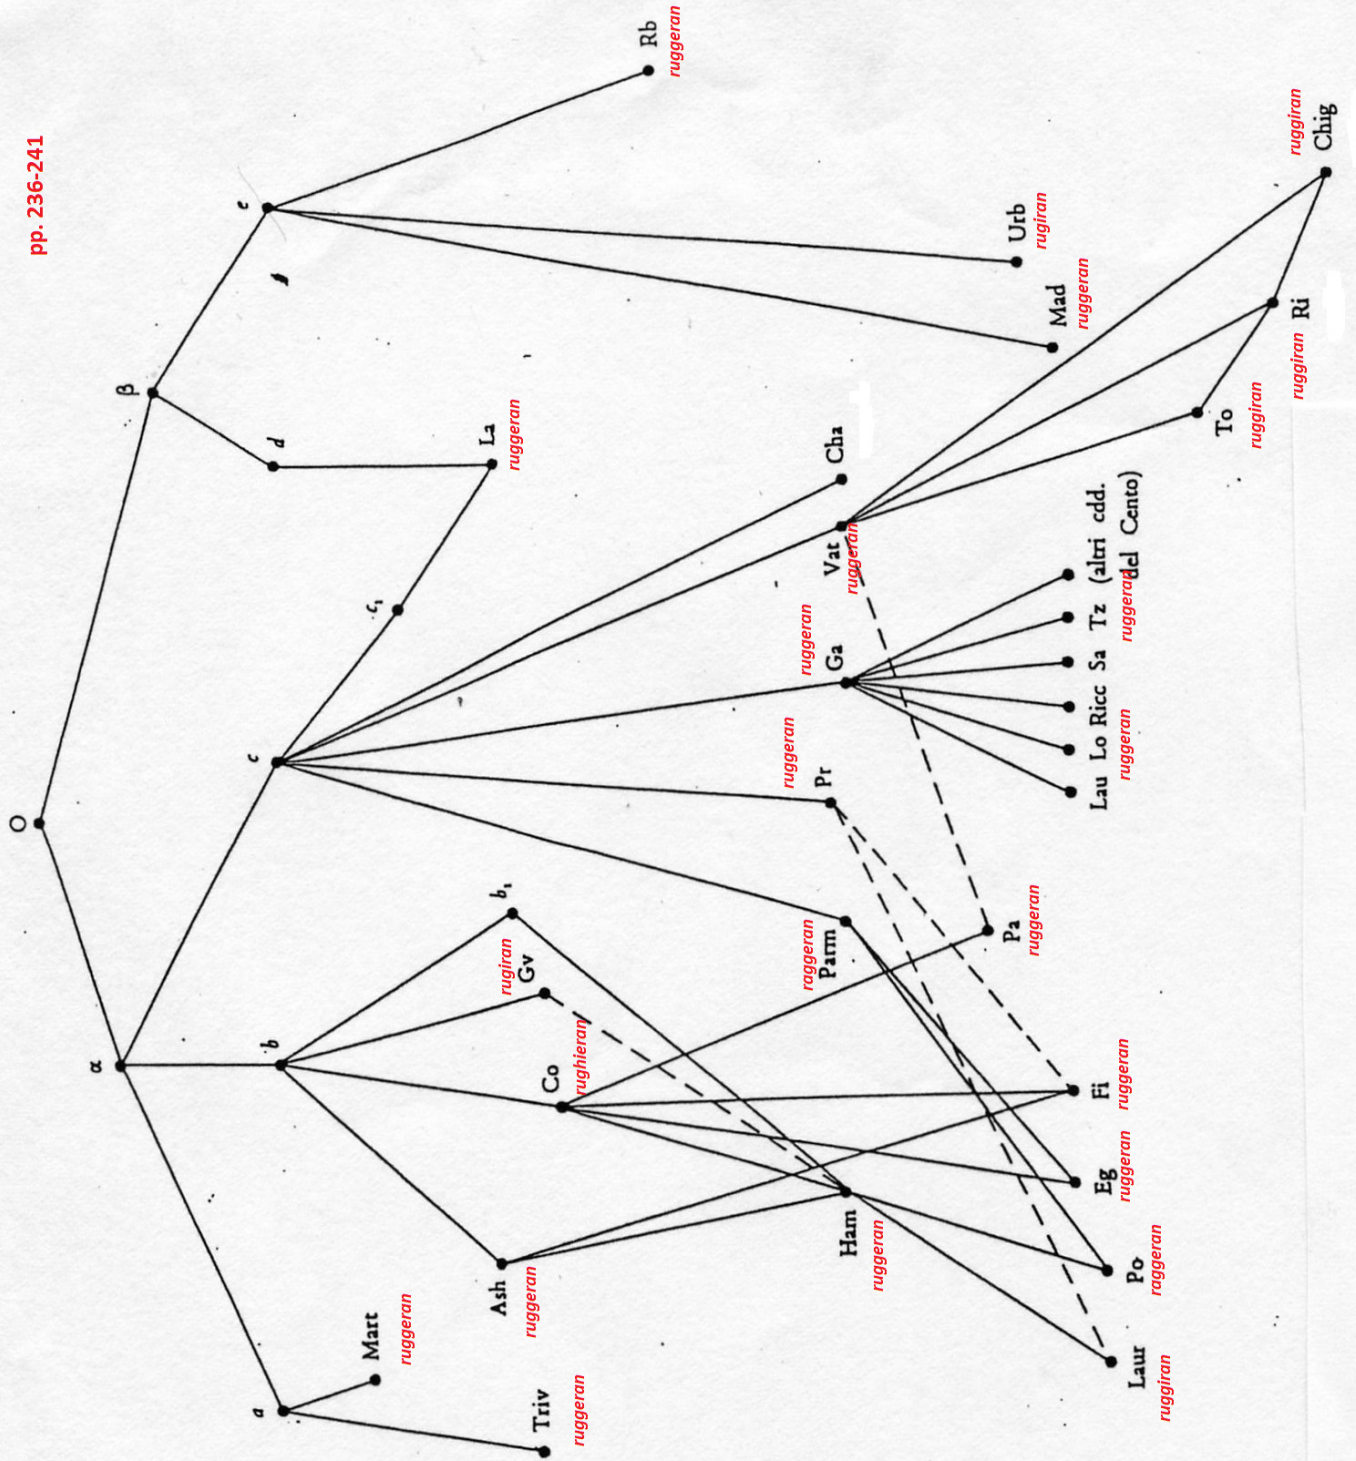 pp. 236-241
O
α
β
a
b
c
d
e
b₁
c₁
Mart
ruggeran
Triv
ruggeran
Ash
ruggeran
Co
rughieran
Gv
rugiran
Ham
ruggeran
Laur
ruggiran
Po
raggeran
Eg
ruggeran
Fi
ruggeran
Pa
ruggeran
Parm
raggeran
Pr
ruggeran
Ga
ruggeran
Vat
ruggeran
Cha
La
ruggeran
Lau Lo Ricc Sa Tz (altri cdd.
del Cento)
ruggeran
ruggeran
To
ruggiran
Ri
ruggiran
Chig
ruggiran
Mad
ruggeran
Urb
rugiran
Rb
ruggeran